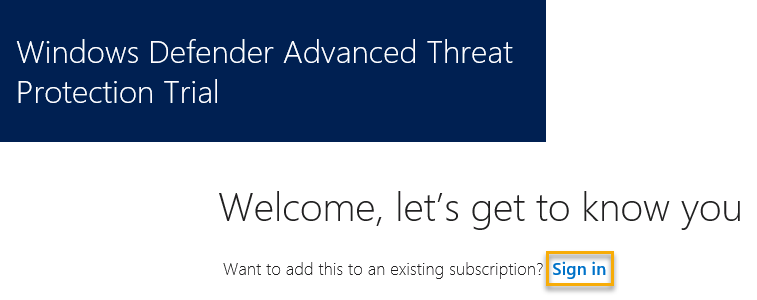 Windows Defender Advanced Threat
Protection Trial
Welcome, let's get to know you
Want to add this to an existing subscription? Sign in